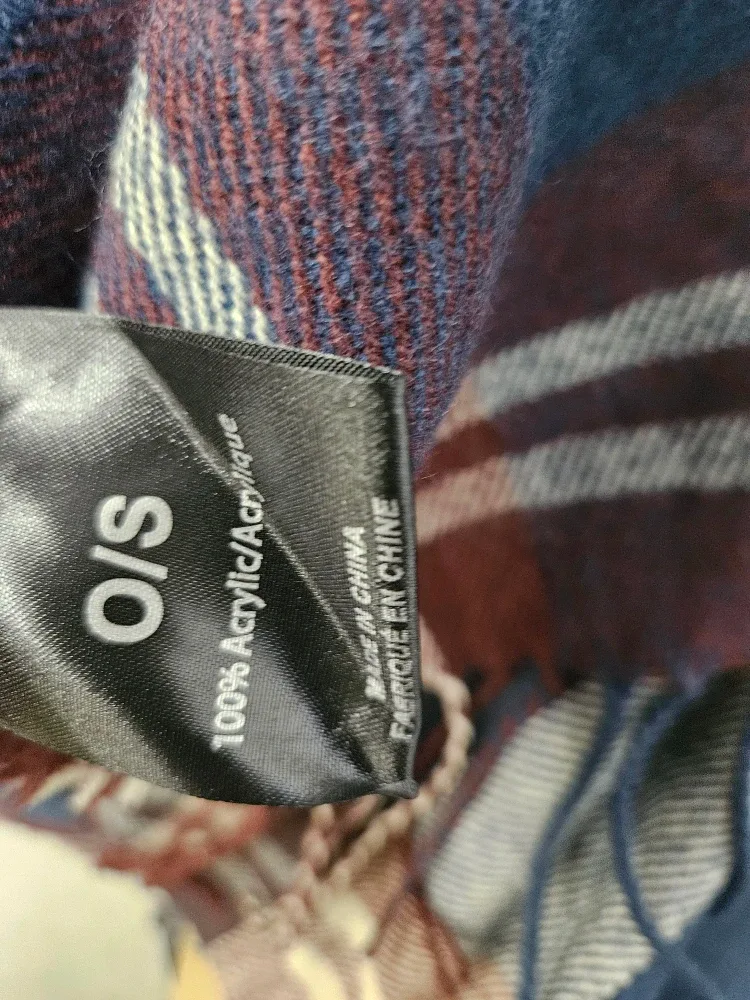 O/S
100% Acrylic/Acrylique
MADE IN CHINA
FABRIQUÉ EN CHINE